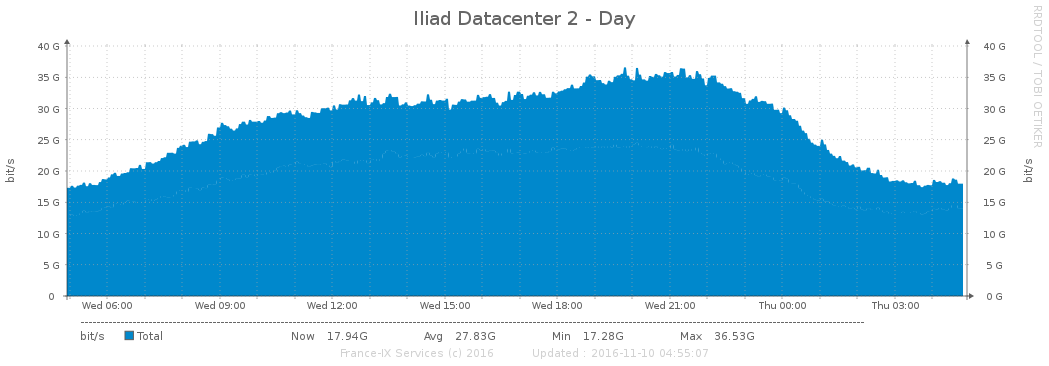 Iliad Datacenter 2 - Day
RRDTOOL / TOBI OETIKER
40 G 40 G
35 G 35 G
30 G 30 G
25 G 25 G
20 G 20 G
15 G 15 G
10 G 10 G
5 G 5 G
0 0 G
bit/s bit/s
Wed 06:00 Wed 09:00 Wed 12:00 Wed 15:00 Wed 18:00 Wed 21:00 Thu 00:00 Thu 03:00
bit/s Total Now 17.94G Avg 27.83G Min 17.28G Max 36.53G
France-IX Services (c) 2016 Updated : 2016-11-10 04:55:07